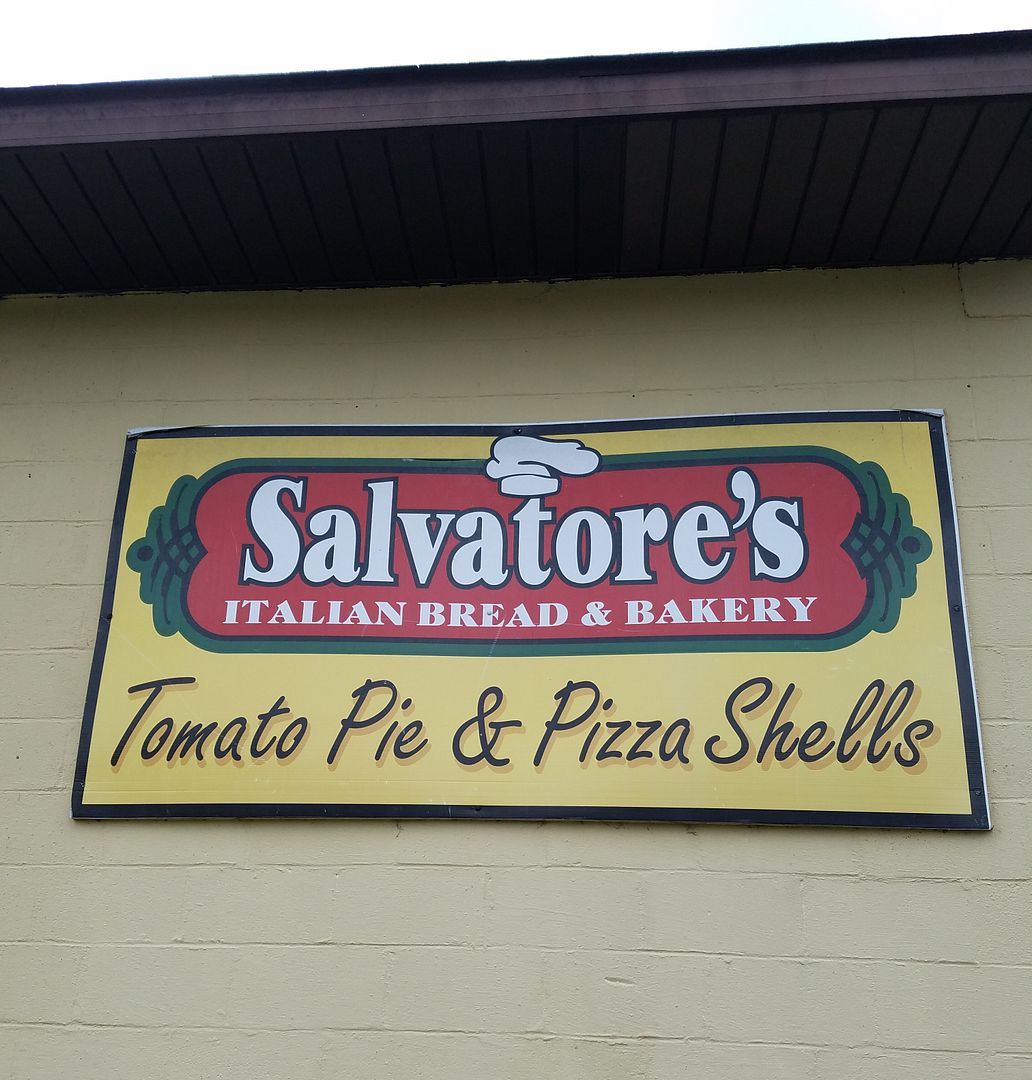 Salvatore's
ITALIAN BREAD & BAKERY
Tomato Pie & Pizza Shells